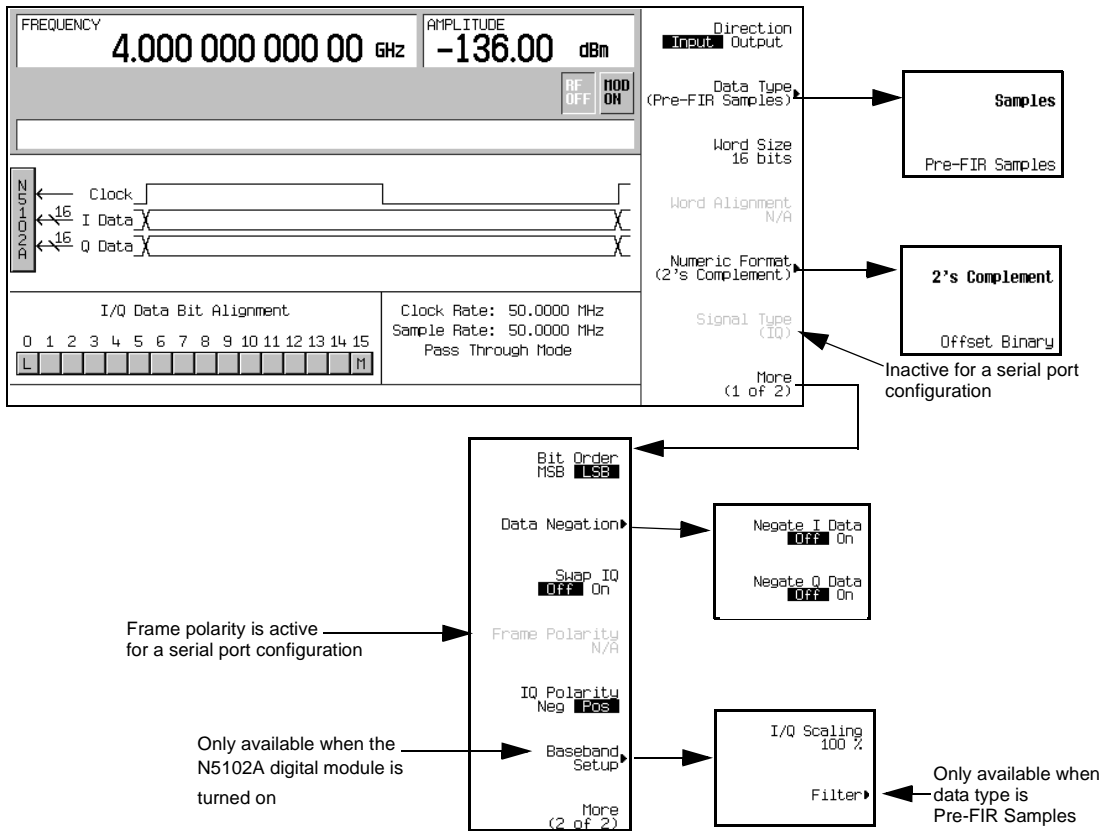 FREQUENCY
4.000 000 000 00 GHz
AMPLITUDE
-136.00 dBm
RF OFF
MOD ON
N5102A
Clock
16 I Data
16 Q Data
I/Q Data Bit Alignment
0 1 2 3 4 5 6 7 8 9 10 11 12 13 14 15
L M
Clock Rate: 50.0000 MHz
Sample Rate: 50.0000 MHz
Pass Through Mode
Direction
Input Output
Data Type
(Pre-FIR Samples)
Word Size
16 bits
Word Alignment
N/A
Numeric Format
(2's Complement)
Signal Type
(IQ)
More
(1 of 2)
Samples
Pre-FIR Samples
2's Complement
Offset Binary
Inactive for a serial port
configuration
Bit Order
MSB LSB
Data Negation
Swap IQ
Off On
Frame Polarity
N/A
IQ Polarity
Neg Pos
Baseband
Setup
More
(2 of 2)
Negate I Data
Off On
Negate Q Data
Off On
Frame polarity is active
for a serial port configuration
Only available when the
N5102A digital module is
turned on
I/Q Scaling
100 %
Filter
Only available when
data type is
Pre-FIR Samples